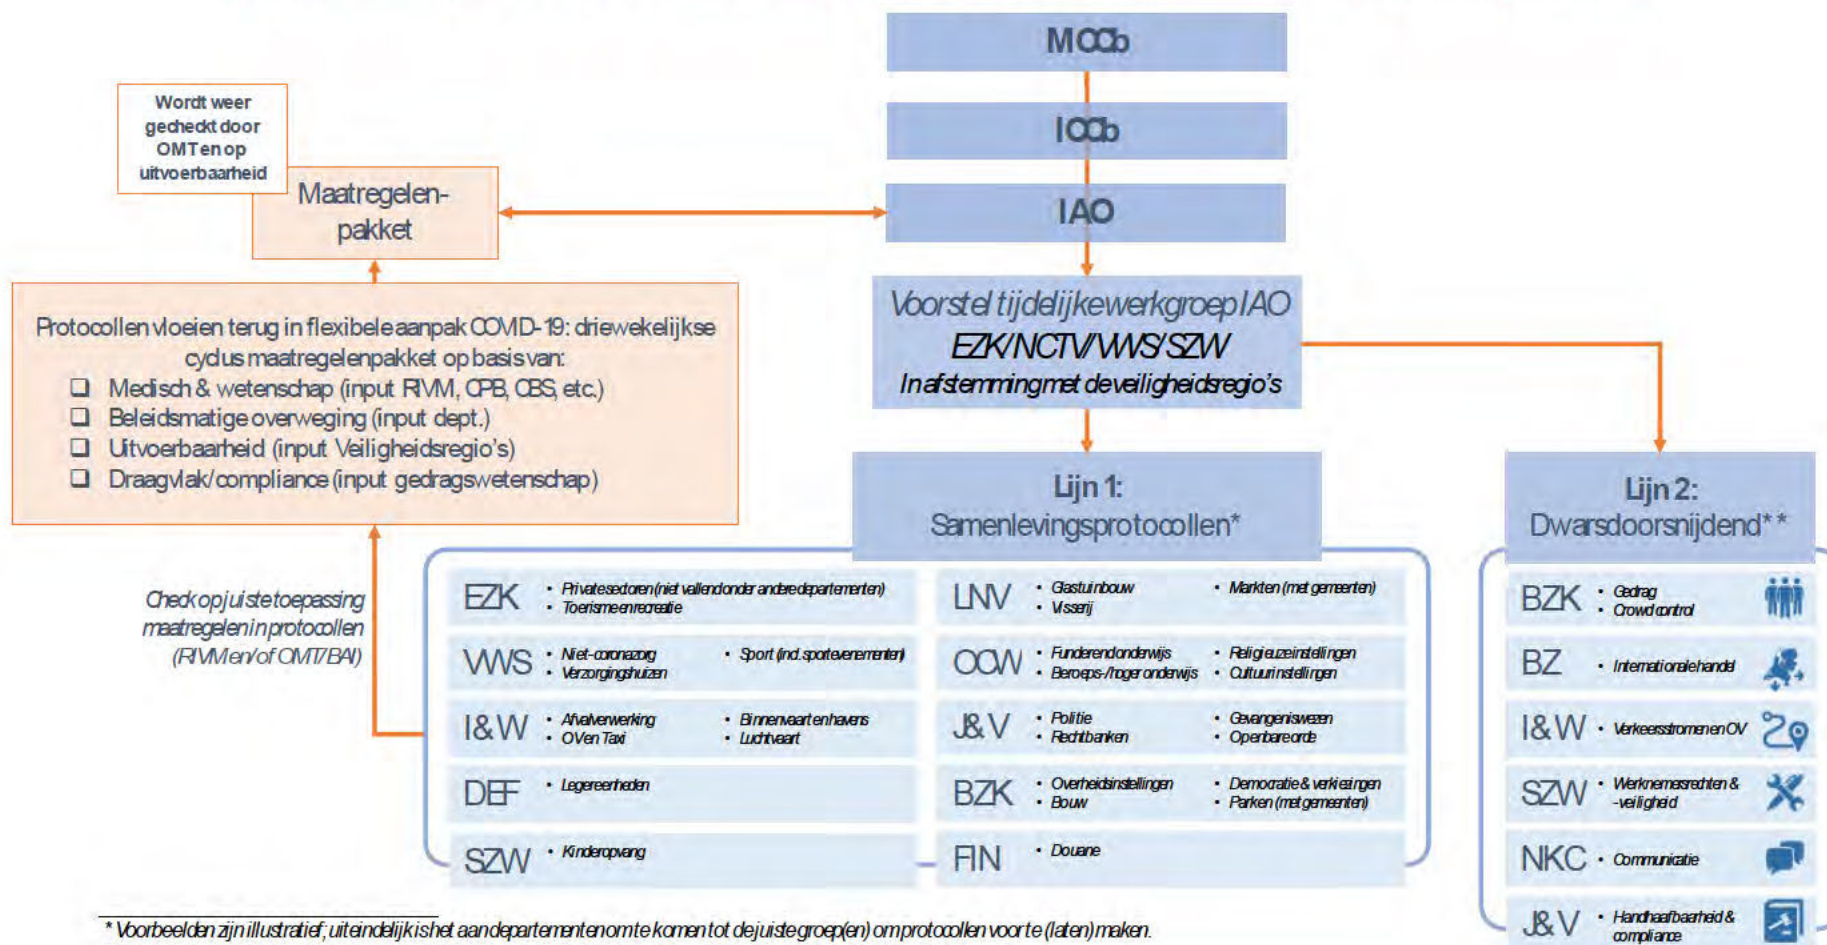 MCCb
ICCb
IAO
Wordt weer
gecheckt door
OMT en op
uitvoerbaarheid
Maatregelen-
pakket
Voorstel tijdelijke werkgroep IAO
EZK/NCTV/VWS/SZW
In afstemming met de veiligheidsregio's
Protocollen vloeien terug in flexibele aanpak COVID-19: driewekelijkse
cyclus maatregelenpakket op basis van:
❑ Medisch & wetenschap (input RIVM, CPB, CBS, etc.)
❑ Beleidsmatige overweging (input dept.)
❑ Uitvoerbaarheid (input Veiligheidsregio's)
❑ Draagvlak/compliance (input gedragswetenschap)
Check op juiste toepassing
maatregelen in protocollen
(RIVM en/of OMT/BAI)
Lijn 1:
Samenlevingsprotocollen*
EZK
• Private sectoren (niet vallend onder andere departementen)
• Toerisme en recreatie
VWS
• Niet-coronazorg
• Verzorgingshuizen
• Sport (incl. sportevenementen)
I&W
• Afvalverwerking
• OV en Taxi
• Binnenvaart en havens
• Luchtvaart
DEF
• Legereenheden
SZW
• Kinderopvang
LNV
• Glastuinbouw
• Visserij
• Markten (met gemeenten)
OCW
• Funderend onderwijs
• Beroeps-/hoger onderwijs
• Religieuze instellingen
• Cultuurinstellingen
J&V
• Politie
• Rechtbanken
• Gevangeniswezen
• Openbare orde
BZK
• Overheidsinstellingen
• Bouw
• Democratie & verkiezingen
• Parken (met gemeenten)
FIN
• Douane
Lijn 2:
Dwarsdoorsnijdend**
BZK
• Gedrag
• Crowd control
BZ
• Internationale handel
I&W
• Verkeersstromen en OV
SZW
• Werknemersrechten &
-veiligheid
NKC
• Communicatie
J&V
• Handhaafbaarheid &
compliance
* Voorbeelden zijn illustratief, uiteindelijk is het aan departementen om te komen tot de juiste groep(en) om protocollen voor te (laten) maken.